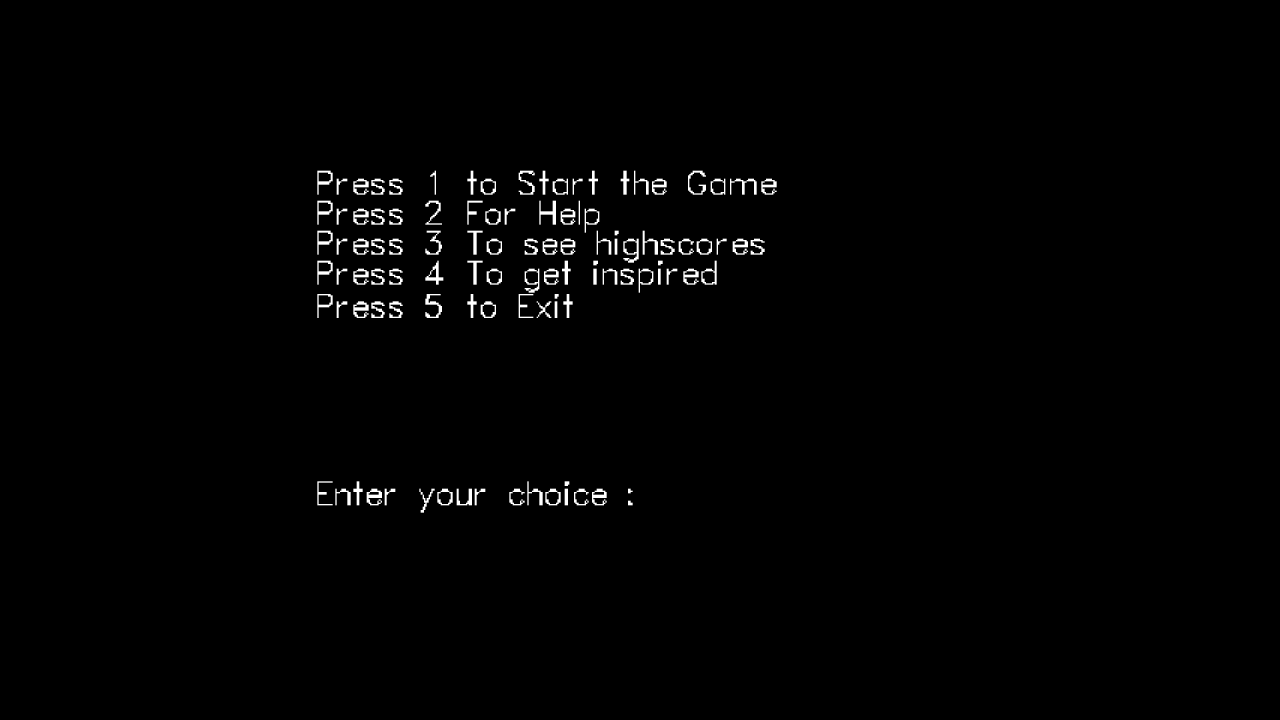 Press 1 to Start the Game
Press 2 For Help
Press 3 To see highscores
Press 4 To get inspired
Press 5 to Exit
Enter your choice :